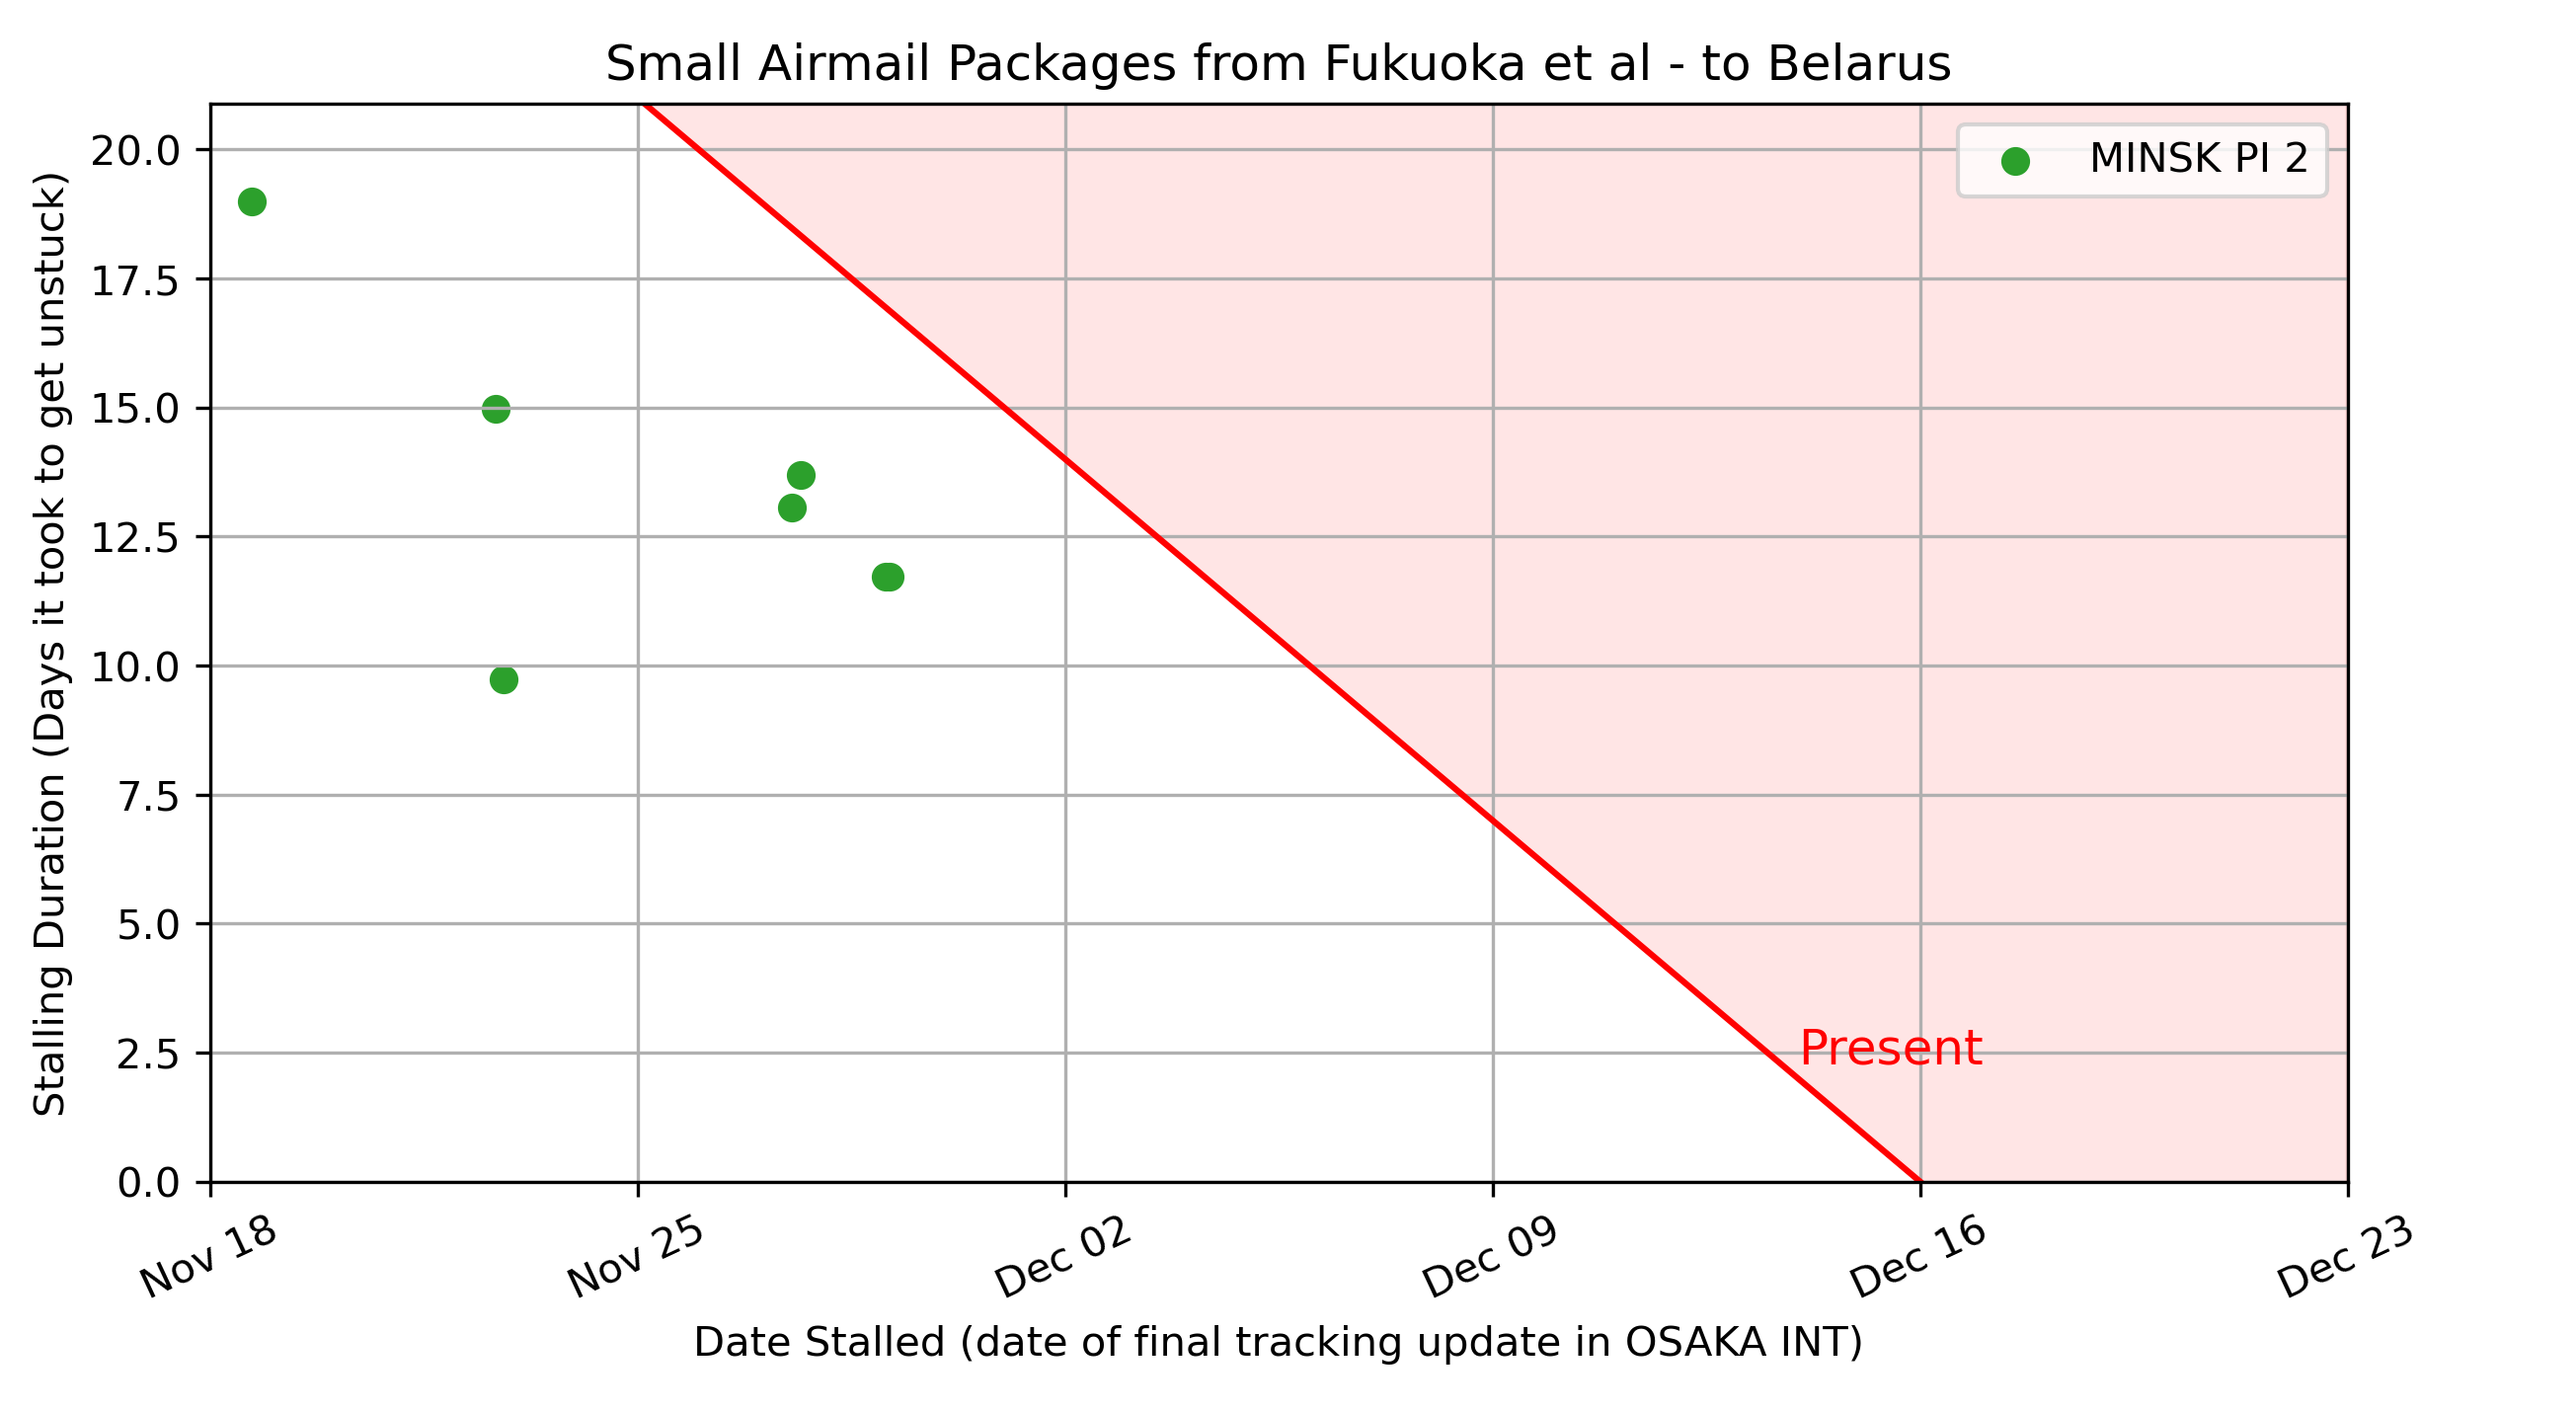 Small Airmail Packages from Fukuoka et al - to Belarus
MINSK PI 2
Stalling Duration (Days it took to get unstuck)
20.0
17.5
15.0
12.5
10.0
7.5
5.0
2.5
0.0
Present
Nov 18
Nov 25
Dec 02
Dec 09
Dec 16
Dec 23
Date Stalled (date of final tracking update in OSAKA INT)